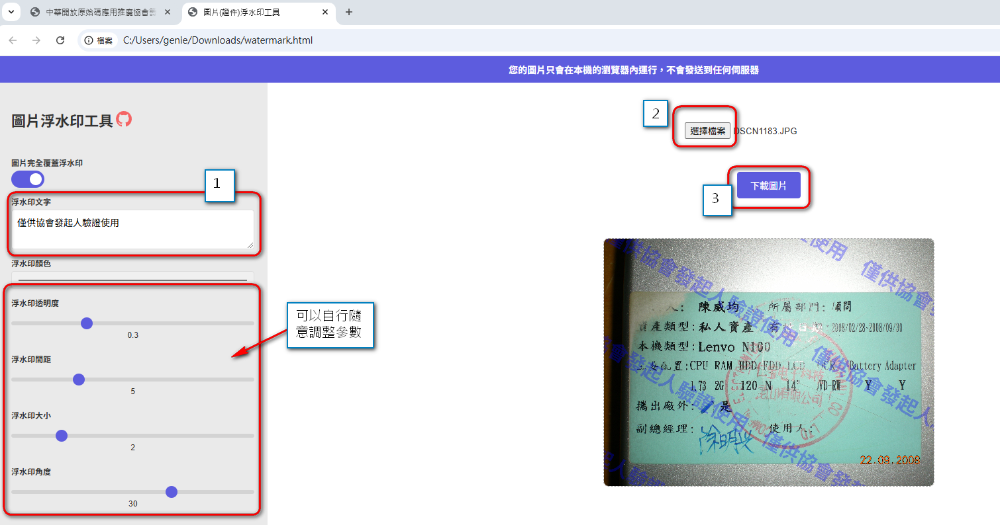 中華開放原始碼應用推廣協會
圖片(證件)浮水印工具
檔案
C:/Users/genie/Downloads/watermark.html
您的圖片只會在本機的瀏覽器內運行，不會發送到任何伺服器
圖片浮水印工具
圖片完全覆蓋浮水印
1
浮水印文字
僅供協會發起人驗證使用
浮水印顏色
浮水印透明度
0.3
浮水印間距
5
浮水印大小
2
浮水印角度
30
可以自行隨
意調整參數
2
選擇檔案 DSCN1183.JPG
3
下載圖片
僅供協會發起人驗證使用
人: 陳威均 所屬部門: 顧問
資產類型:私人資產 有效日期:2008/02/28~2008/09/30
本機類型:Lenvo N100
主要配置:CPU RAM HDD FDD LCD Battery Adapter
1.73 2G 120 N 14" VD-RW Y Y
攜出廠外: 是
副總經理: 使用人:
22.09.2008